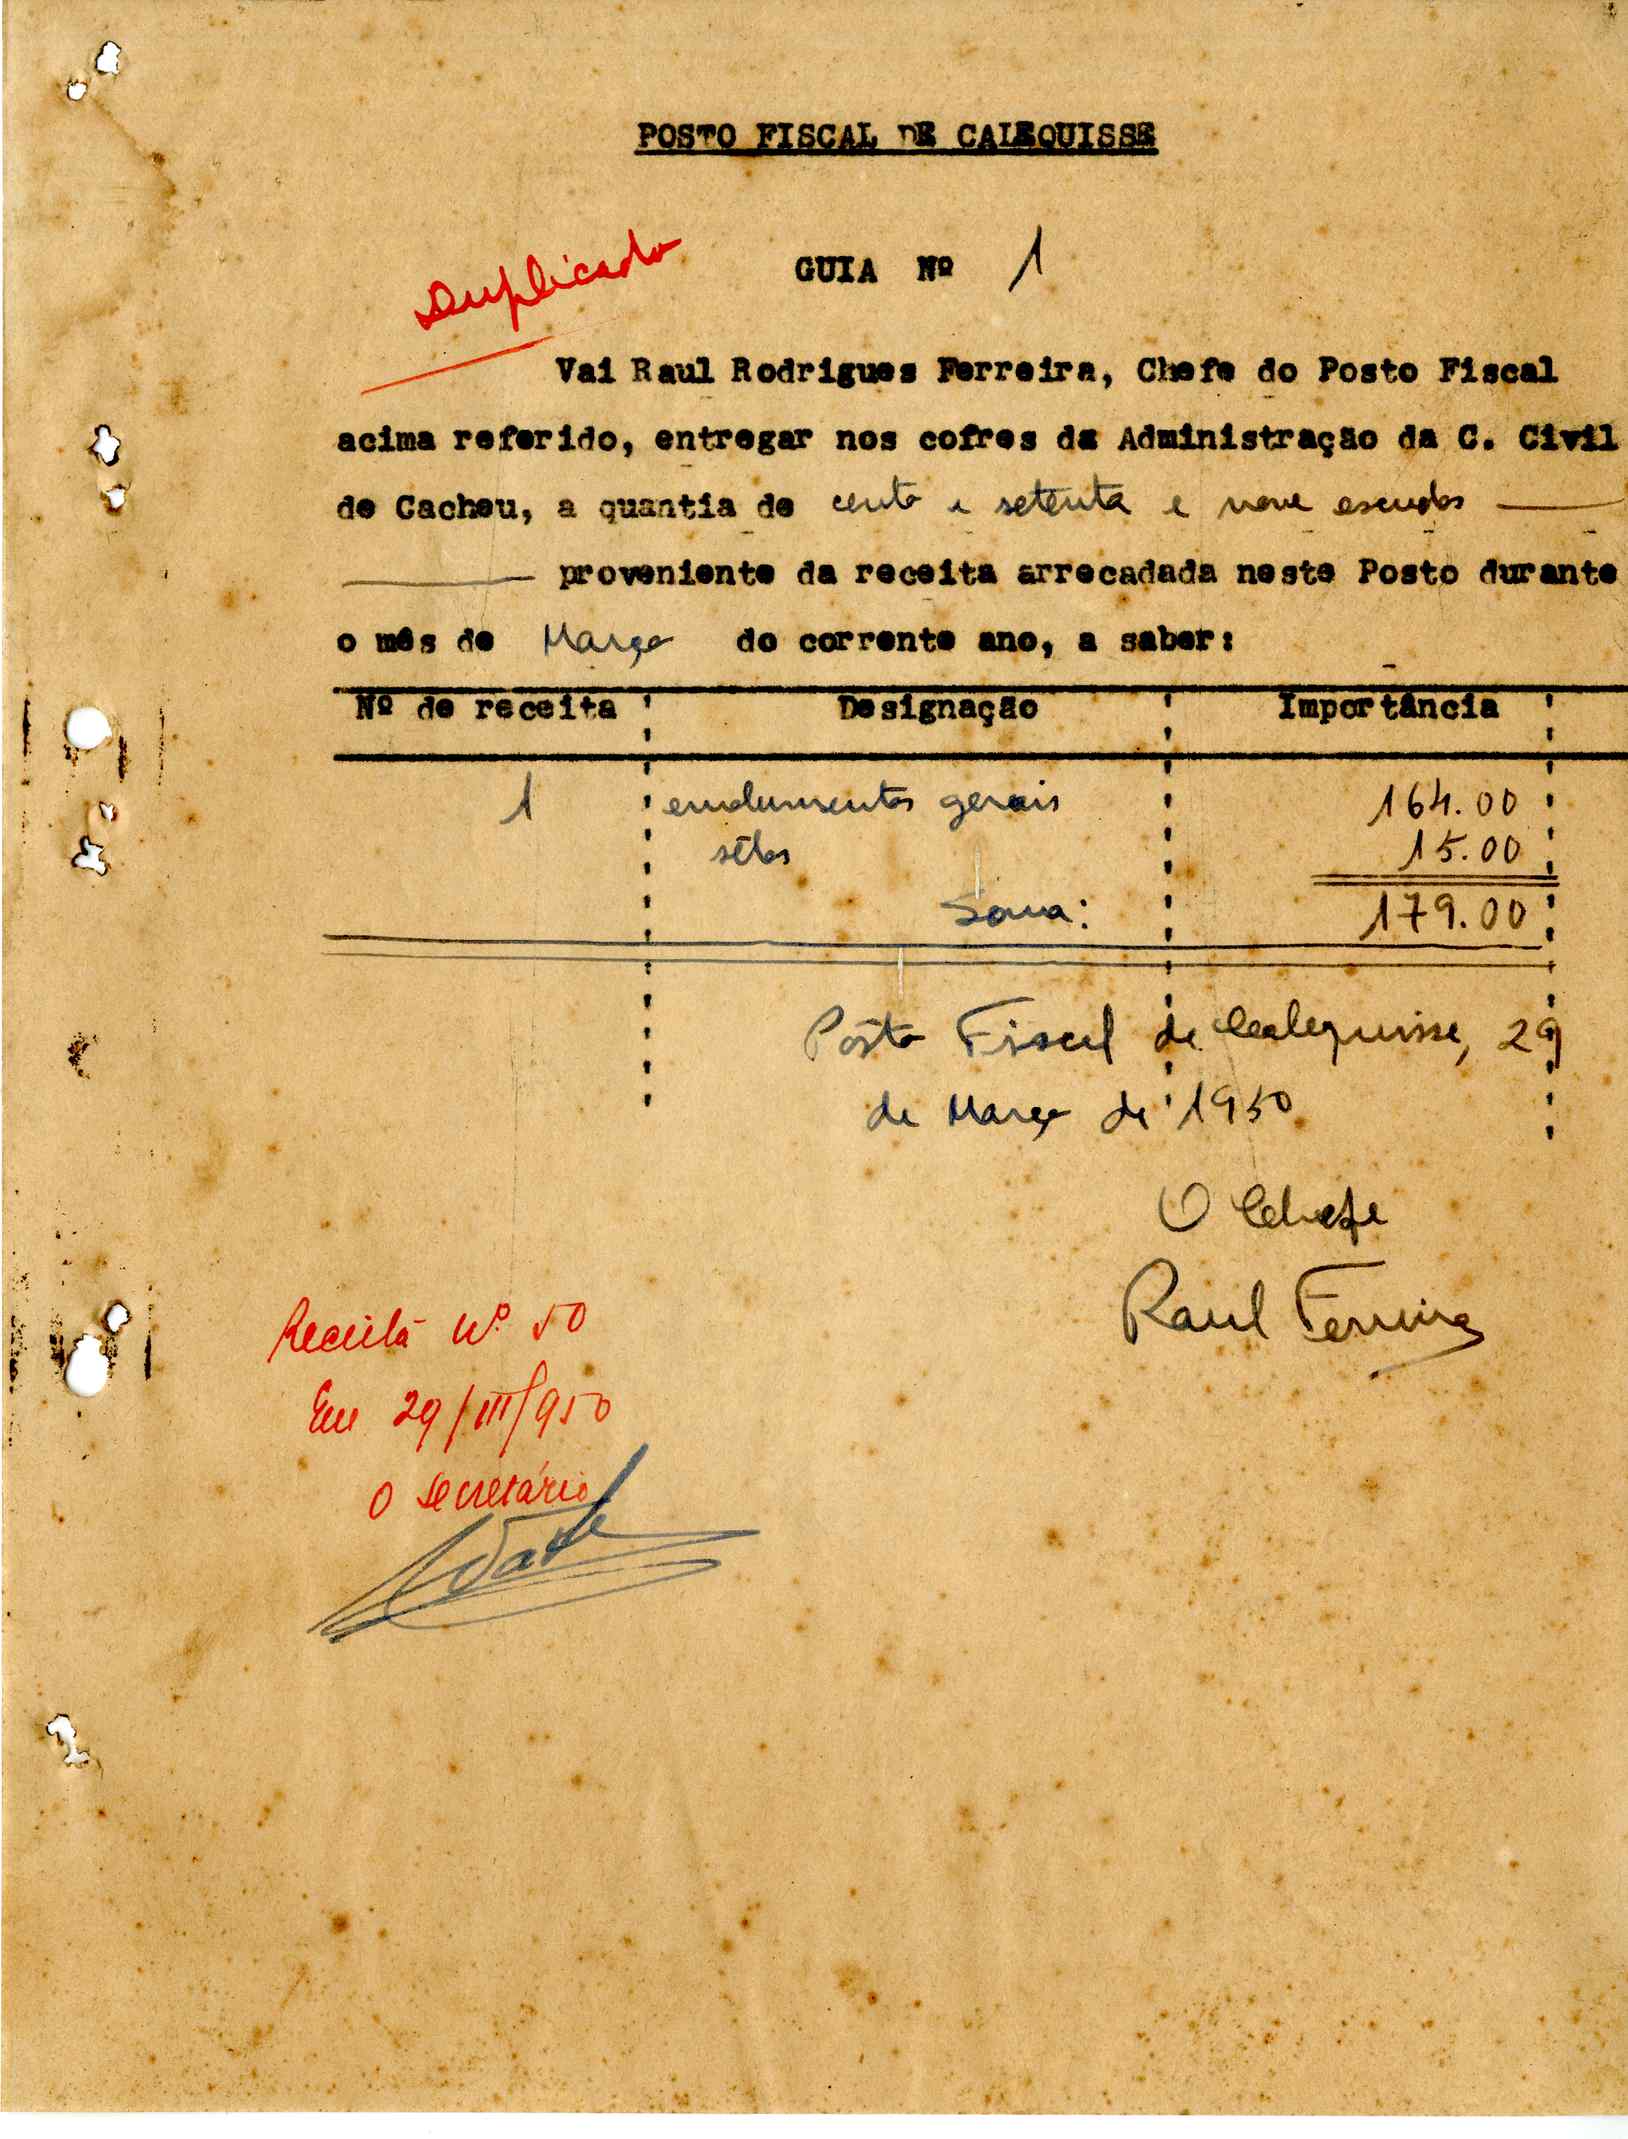 POSTO FISCAL DE CALEQUISSE
Duplicado
GUIA Nº 1
Vai Raul Rodrigues Ferreira, Chefe do Posto Fiscal
acima referido, entregar nos cofres da Administração da C. Civil
de Cacheu, a quantia de cento e setenta e nove escudos
proveniente da receita arrecadada neste Posto durante
o mês de Março do corrente ano, a saber:
Nº de receita Designação Importância
1 emolumentos gerais 164.00
sêlos 15.00
Soma: 179.00
Pôsto Fiscal de Calequisse, 29
de Março de 1950
O Chefe
Raul Ferreira
Receita Nº 50
Em 29/III/950
O Secretário